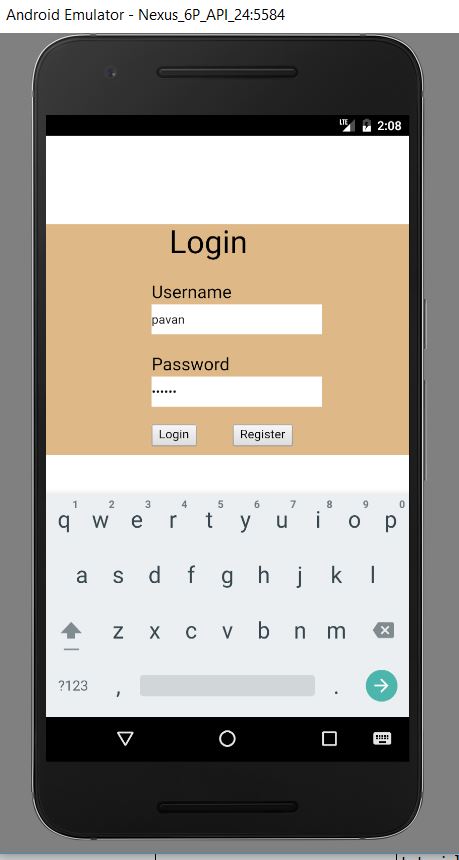 Android Emulator - Nexus_6P_API_24:5584
LTE 2:08
Login
Username
pavan
Password
••••••
Login Register
1 2 3 4 5 6 7 8 9 0
q w e r t y u i o p
a s d f g h j k l
z x c v b n m
?123 , .